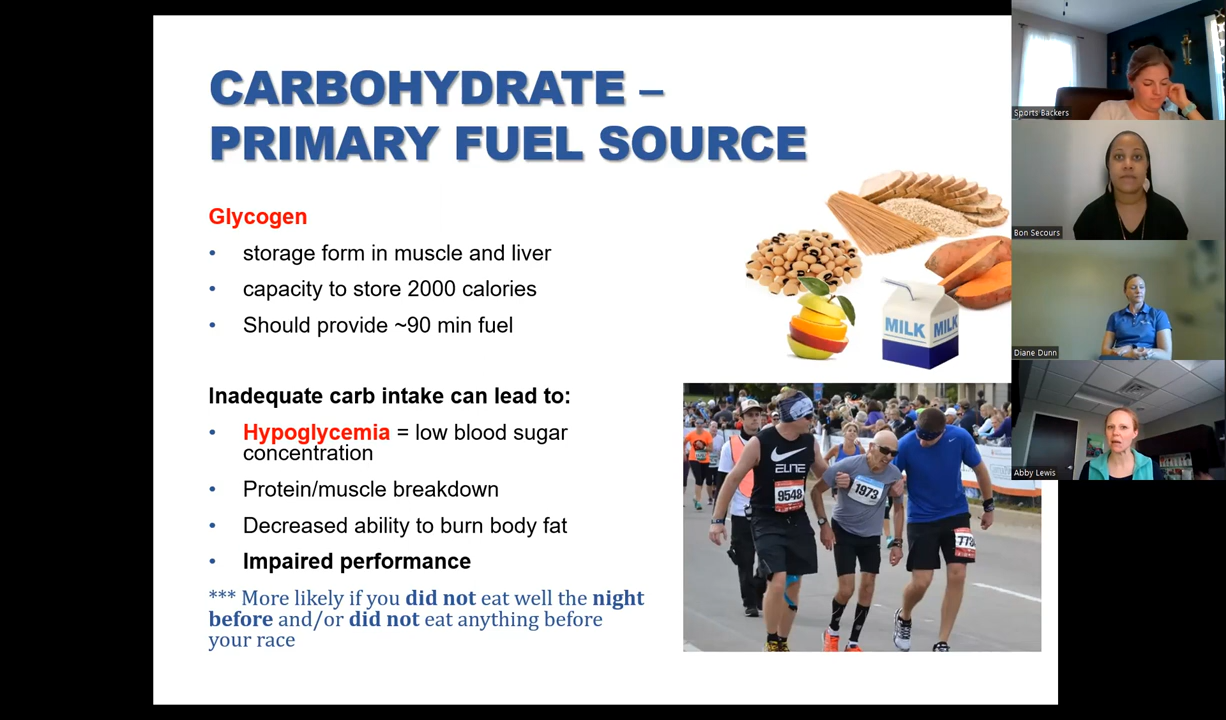 CARBOHYDRATE –
PRIMARY FUEL SOURCE
Glycogen
• storage form in muscle and liver
• capacity to store 2000 calories
• Should provide ~90 min fuel
Inadequate carb intake can lead to:
• Hypoglycemia = low blood sugar
concentration
• Protein/muscle breakdown
• Decreased ability to burn body fat
• Impaired performance
*** More likely if you did not eat well the night
before and/or did not eat anything before
your race
MILK MILK
ELITE
9548
1973
Sports Backers
Bon Secours
Diane Dunn
Abby Lewis